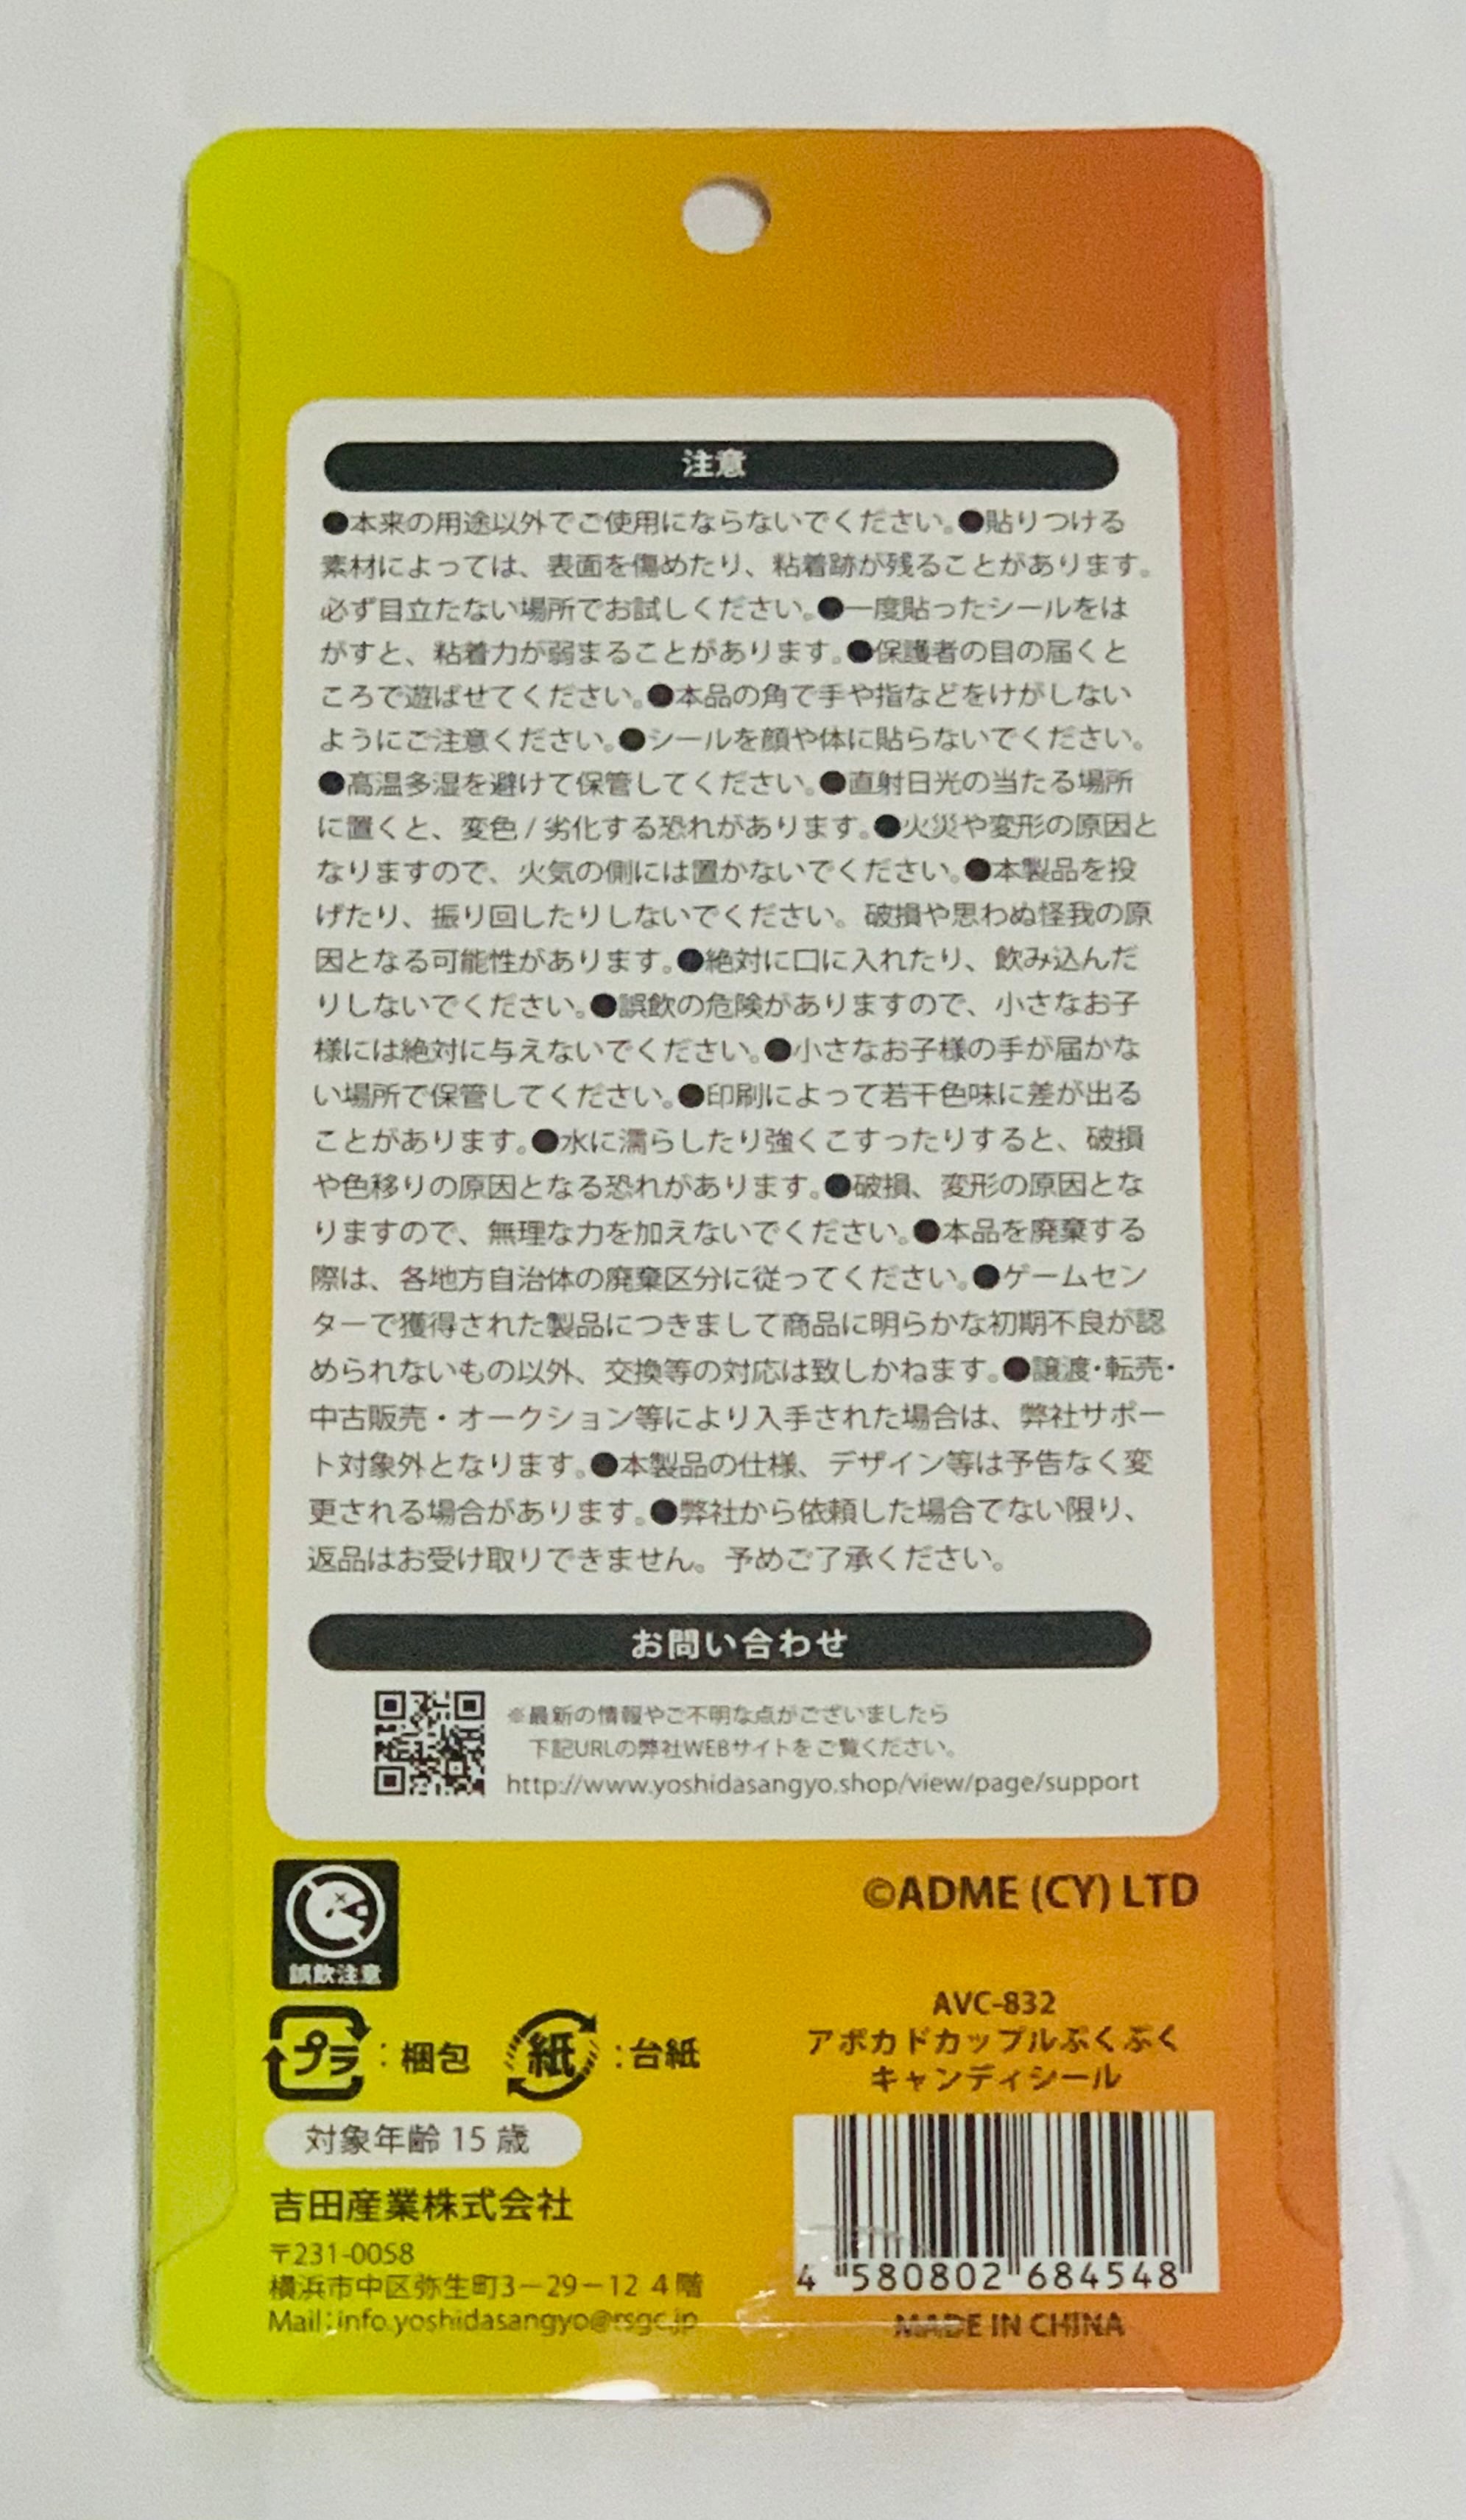 注意
●本来の用途以外でご使用にならないでください。●貼りつける
素材によっては、表面を傷めたり、粘着跡が残ることがあります。
必ず目立たない場所でお試しください。●一度貼ったシールをは
がすと、粘着力が弱まることがあります。●保護者の目の届くと
ころで遊ばせてください。●本品の角で手や指などをけがしない
ようにご注意ください。●シールを顔や体に貼らないでください。
●高温多湿を避けて保管してください。●直射日光の当たる場所
に置くと、変色/劣化する恐れがあります。●火災や変形の原因と
なりますので、火気の側には置かないでください。●本製品を投
げたり、振り回したりしないでください。破損や思わぬ怪我の原
因となる可能性があります。●絶対に口に入れたり、飲み込んだ
りしないでください。●誤飲の危険がありますので、小さなお子
様には絶対に与えないでください。●小さなお子様の手が届かな
い場所で保管してください。●印刷によって若干色味に差が出る
ことがあります。●水に濡らしたり強くこすったりすると、破損
や色移りの原因となる恐れがあります。●破損、変形の原因とな
りますので、無理な力を加えないでください。●本品を廃棄する
際は、各地方自治体の廃棄区分に従ってください。●ゲームセン
ターで獲得された製品につきまして商品に明らかな初期不良が認
められないもの以外、交換等の対応は致しかねます。●譲渡・転売・
中古販売・オークション等により入手された場合は、弊社サポー
ト対象外となります。●本製品の仕様、デザイン等は予告なく変
更される場合があります。●弊社から依頼した場合でない限り、
返品はお受け取りできません。予めご了承ください。
お問い合わせ
※最新の情報やご不明な点がございましたら
下記URLの弊社WEBサイトをご覧ください。
http://www.yoshidasangyo.shop/view/page/support
誤飲注意
©ADME (CY) LTD
プラ:梱包 紙:台紙
対象年齢 15 歳
吉田産業株式会社
〒231-0058
横浜市中区弥生町3-29-12 4階
Mail:info.yoshidasangyo@rsgc.jp
AVC-832
アボカドカップルぷくぷく
キャンディシール
4 580802 684548
MADE IN CHINA